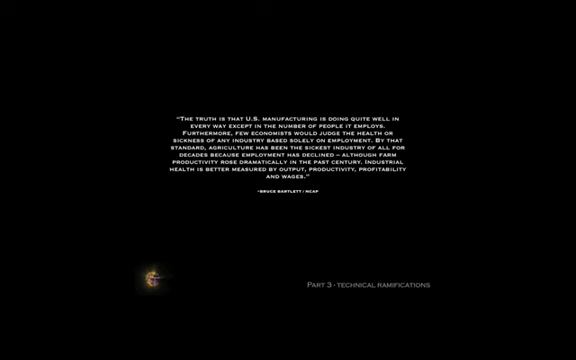 "The truth is that U.S. manufacturing is doing quite well in
every way except in the number of people it employs.
Furthermore, few economists would judge the health or
sickness of any industry based solely on employment. By that
standard, agriculture has been the sickest industry of all for
decades because employment has declined – although farm
productivity rose dramatically in the past century. Industrial
health is better measured by output, productivity, profitability
and wages."
-Bruce Bartlett / NCAP
Part 3 - technical ramifications